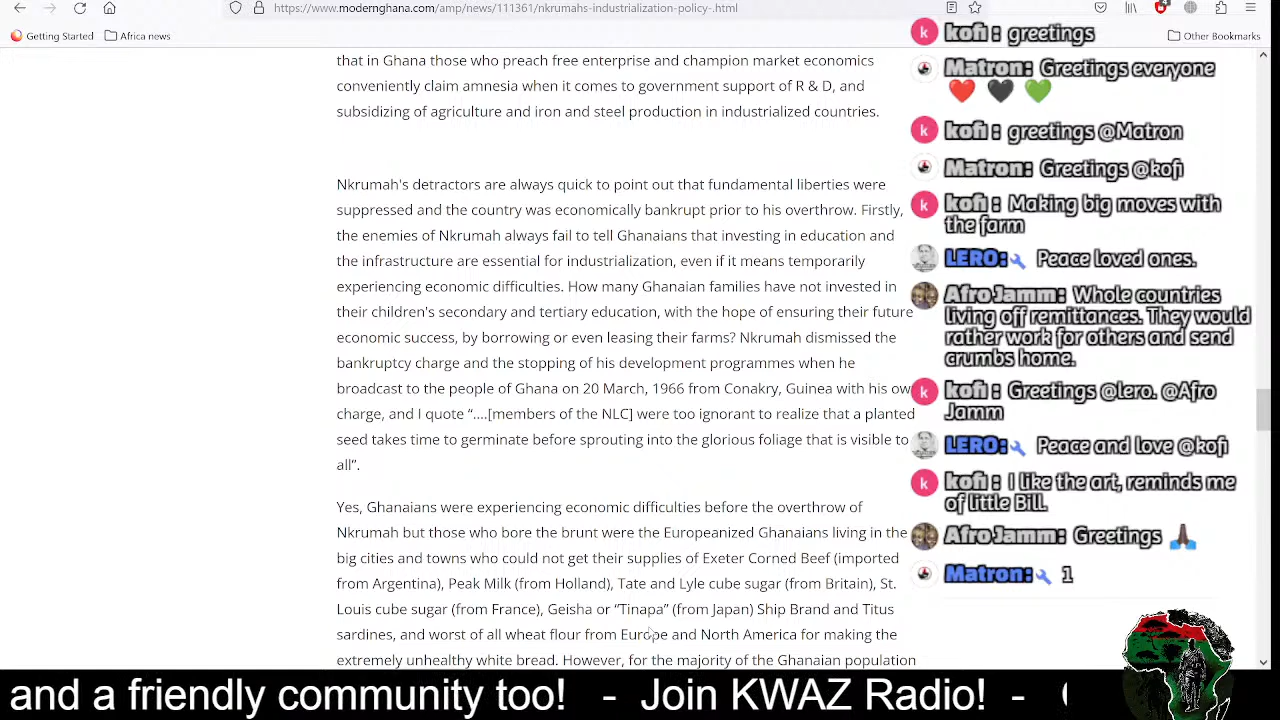 https://www.modernghana.com/amp/news/111361/nkrumahs-industrialization-policy-.html
4
Getting Started
Africa news
Other Bookmarks
that in Ghana those who preach free enterprise and champion market economics
conveniently claim amnesia when it comes to government support of R & D, and
subsidizing of agriculture and iron and steel production in industrialized countries.
Nkrumah's detractors are always quick to point out that fundamental liberties were
suppressed and the country was economically bankrupt prior to his overthrow. Firstly,
the enemies of Nkrumah always fail to tell Ghanaians that investing in education and
the infrastructure are essential for industrialization, even if it means temporarily
experiencing economic difficulties. How many Ghanaian families have not invested in
their children's secondary and tertiary education, with the hope of ensuring their future
economic success, by borrowing or even leasing their farms? Nkrumah dismissed the
bankruptcy charge and the stopping of his development programmes when he
broadcast to the people of Ghana on 20 March, 1966 from Conakry, Guinea with his ow
charge, and I quote “....[members of the NLC] were too ignorant to realize that a planted
seed takes time to germinate before sprouting into the glorious foliage that is visible to
all”.
Yes, Ghanaians were experiencing economic difficulties before the overthrow of
Nkrumah but those who bore the brunt were the Europeanized Ghanaians living in the
big cities and towns who could not get their supplies of Exeter Corned Beef (imported
from Argentina), Peak Milk (from Holland), Tate and Lyle cube sugar (from Britain), St.
Louis cube sugar (from France), Geisha or “Tinapa” (from Japan) Ship Brand and Titus
sardines, and worst of all wheat flour from Europe and North America for making the
extremely unhealthy white bread. However, for the majority of the Ghanaian population
k kofi : greetings
Matron: Greetings everyone
❤️ 🖤 💚
k kofi : greetings @Matron
Matron: Greetings @kofi
k kofi : Making big moves with
the farm
LERO: Peace loved ones.
Afro Jamm: Whole countries
living off remittances. They would
rather work for others and send
crumbs home.
k kofi : Greetings @lero. @Afro
Jamm
LERO: Peace and love @kofi
k kofi : I like the art, reminds me
of little Bill.
Afro Jamm: Greetings 🙏🏿
Matron: 1
and a friendly community too! - Join KWAZ Radio! -